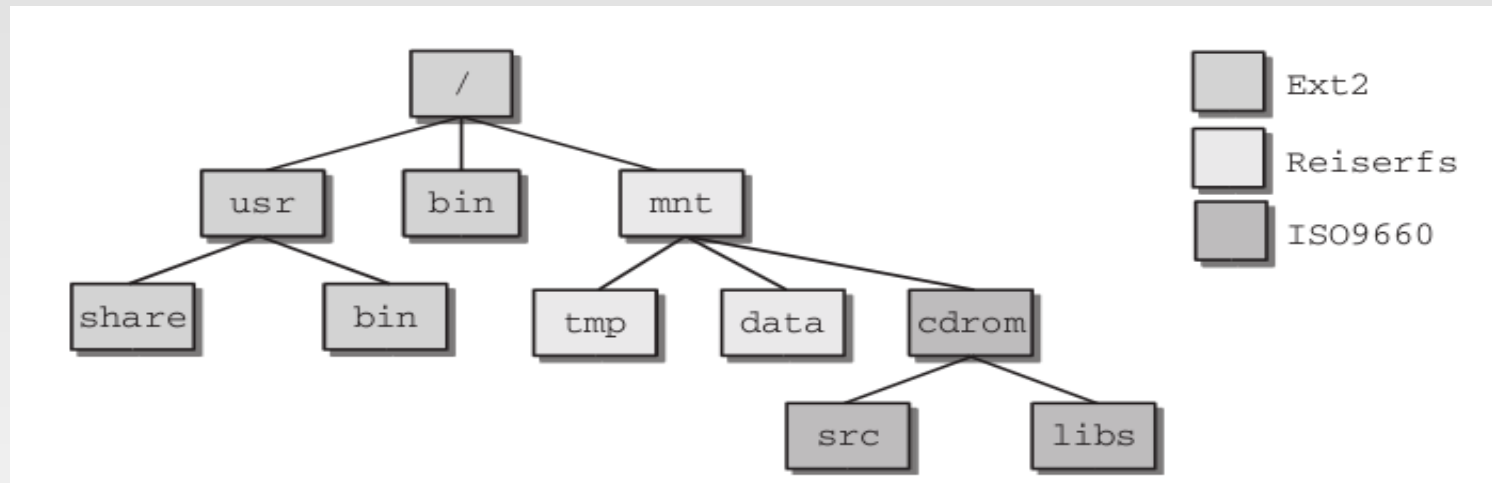 /
Ext2
Reiserfs
ISO9660
usr
bin
mnt
share
bin
tmp
data
cdrom
src
libs